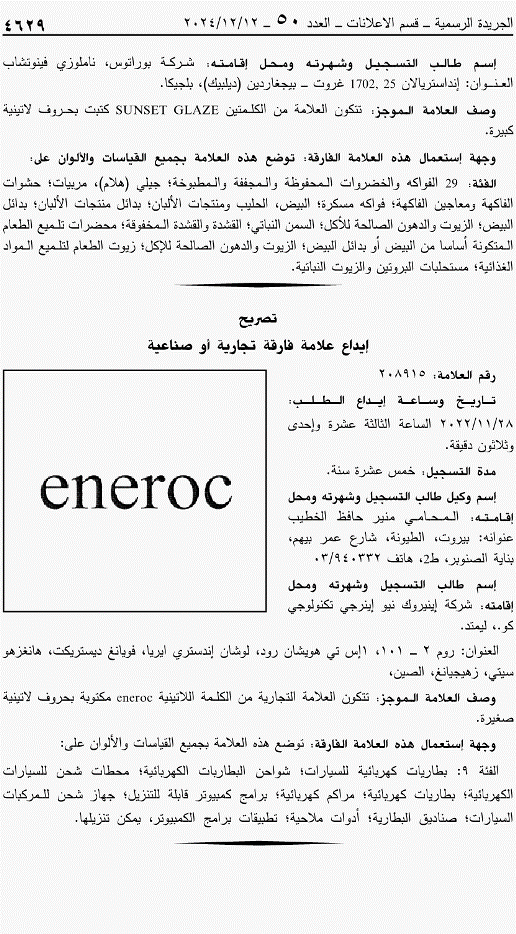 الجريدة الرسمية ــ قسم الاعلانات ــ العدد ٥٠ ــ ٢٠٢٤/١٢/١٢
٤٦٢٩
إسم طالب التسجيل وشهرته ومحل إقامته: شركة بوراتوس، ناملوزي فينوتشاب
العنوان: إنداستريالان 25 ,1702 غروت ــ بيجغاردين (ديلبيك)، بلجيكا.
وصف العلامة الموجز: تتكون العلامة من الكلمتين SUNSET GLAZE كتبت بحروف لاتينية
كبيرة.
وجهة إستعمال هذه العلامة الفارقة: توضع هذه العلامة بجميع القياسات والألوان على:
الفئة: 29 الفواكه والخضروات المحفوظة والمجففة والمطبوخة؛ جيلي (هلام)، مربيات؛ حشوات
الفاكهة ومعاجين الفاكهة؛ فواكه مسكرة؛ البيض، الحليب ومنتجات الألبان؛ بدائل منتجات الألبان؛ بدائل
البيض؛ الزيوت والدهون الصالحة للأكل؛ السمن النباتي؛ القشدة والقشدة المخفوقة؛ محضرات تلميع الطعام
المتكونة أساسا من البيض أو بدائل البيض؛ الزيوت والدهون الصالحة للإكل؛ زيوت الطعام لتلميع المواد
الغذائية؛ مستحلبات البروتين والزيوت النباتية.
تصريح
إيداع علامة فارقة تجارية أو صناعية
رقم العلامة: ٢٠٨٩١٥
تاريخ وساعة إيداع الطلب:
٢٠٢٢/١١/٢٨ الساعة الثالثة عشرة وإحدى
وثلاثون دقيقة.
مدة التسجيل: خمس عشرة سنة.
إسم وكيل طالب التسجيل وشهرته ومحل
إقامته: المحامي منير حافظ الخطيب
عنوانه: بيروت، الطيونة، شارع عمر بيهم،
بناية الصنوبر، ط2، هاتف ٠٣/٩٤٠٣٣٢
إسم طالب التسجيل وشهرته ومحل
إقامته: شركة إينيروك نيو إينرجي تكنولوجي
كو.، ليمتد.
eneroc
العنوان: روم ٢ ــ ١٠١، ١إس تي هويشان رود، لوشان إندستري ايريا، فويانغ ديستريكت، هانغزهو
سيتي، زهيجيانغ، الصين،
وصف العلامة الموجز: تتكون العلامة التجارية من الكلمة اللاتينية eneroc مكتوبة بحروف لاتينية
صغيرة.
وجهة إستعمال هذه العلامة الفارقة: توضع هذه العلامة بجميع القياسات والألوان على:
الفئة ٩: بطاريات كهربائية للسيارات؛ شواحن البطاريات الكهربائية؛ محطات شحن للسيارات
الكهربائية؛ بطاريات كهربائية؛ مراكم كهربائية؛ برامج كمبيوتر قابلة للتنزيل؛ جهاز شحن للمركبات
السيارات؛ صناديق البطارية؛ أدوات ملاحية؛ تطبيقات برامج الكمبيوتر، يمكن تنزيلها.